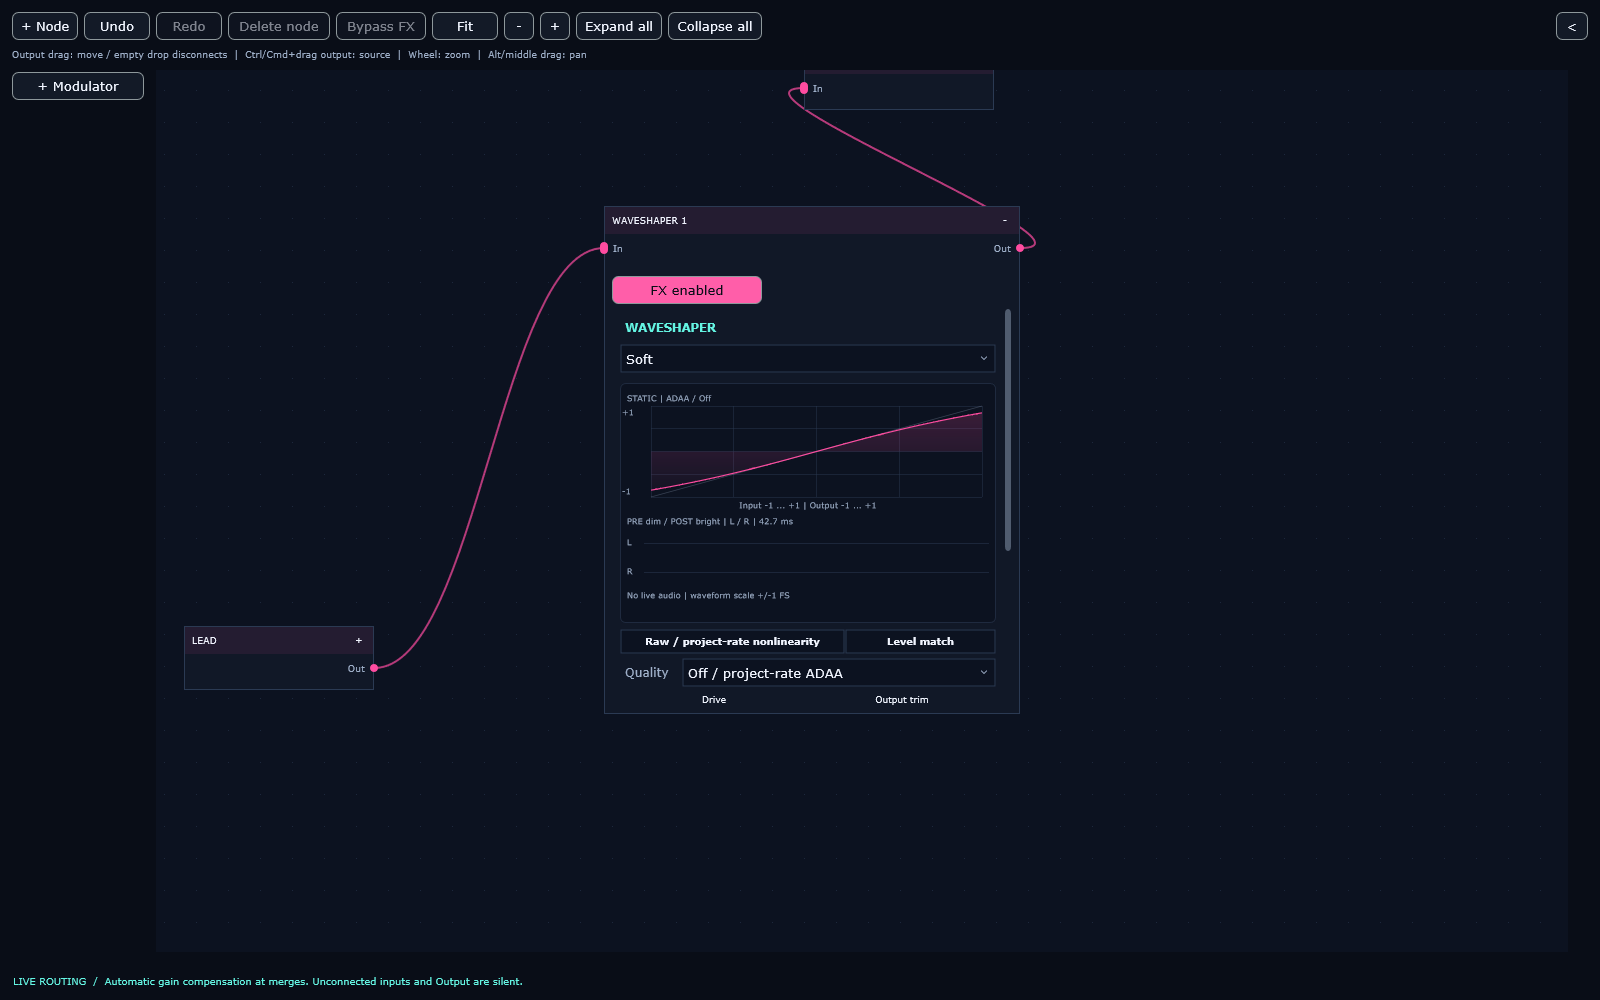 + Node  Undo  Redo  Delete node  Bypass FX  Fit  -  +  Expand all  Collapse all  <
Output drag: move / empty drop disconnects  |  Ctrl/Cmd+drag output: source  |  Wheel: zoom  |  Alt/middle drag: pan
+ Modulator
In
WAVESHAPER 1  -
In  Out
FX enabled
WAVESHAPER
Soft
STATIC | ADAA / Off
+1
-1
Input -1 ... +1 | Output -1 ... +1
PRE dim / POST bright | L / R | 42.7 ms
L
R
No live audio | waveform scale +/-1 FS
Raw / project-rate nonlinearity  Level match
Quality  Off / project-rate ADAA
Drive  Output trim
LEAD  +
Out
LIVE ROUTING  /  Automatic gain compensation at merges. Unconnected inputs and Output are silent.